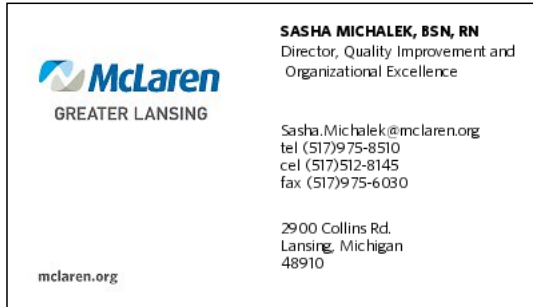 McLaren
GREATER LANSING
mclaren.org
SASHA MICHALEK, BSN, RN
Director, Quality Improvement and
Organizational Excellence
Sasha.Michalek@mclaren.org
tel (517)975-8510
cel (517)512-8145
fax (517)975-6030
2900 Collins Rd.
Lansing, Michigan
48910